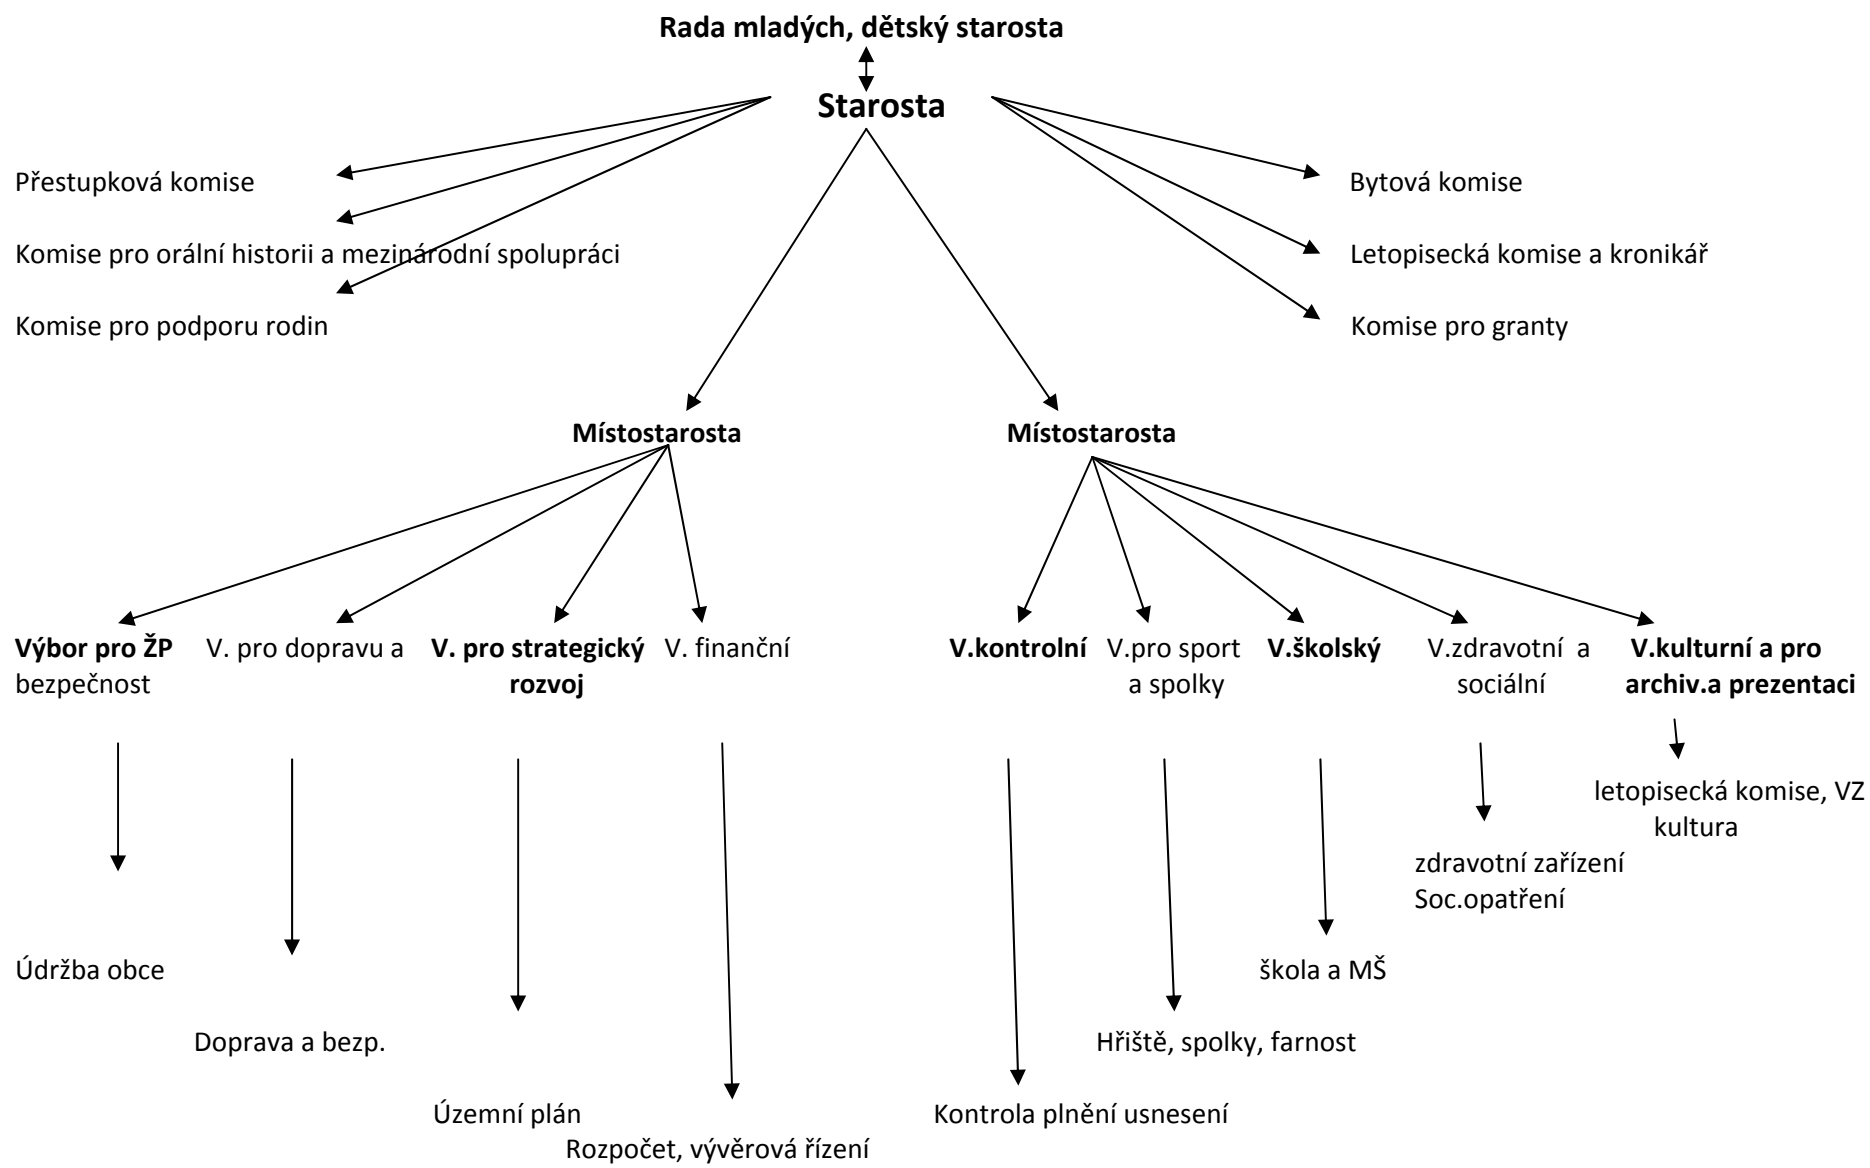 Rada mladých, dětský starosta
Starosta
Přestupková komise
Bytová komise
Komise pro orální historii a mezinárodní spolupráci
Letopisecká komise a kronikář
Komise pro podporu rodin
Komise pro granty
Místostarosta
Místostarosta
Výbor pro ŽP
bezpečnost
V. pro dopravu a
V. pro strategický
rozvoj
V. finanční
V.kontrolní
V.pro sport
a spolky
V.školský
V.zdravotní a
sociální
V.kulturní a pro
archiv.a prezentaci
letopisecká komise, VZ
kultura
zdravotní zařízení
Soc.opatření
Údržba obce
škola a MŠ
Doprava a bezp.
Hřiště, spolky, farnost
Územní plán
Kontrola plnění usnesení
Rozpočet, vývěrová řízení